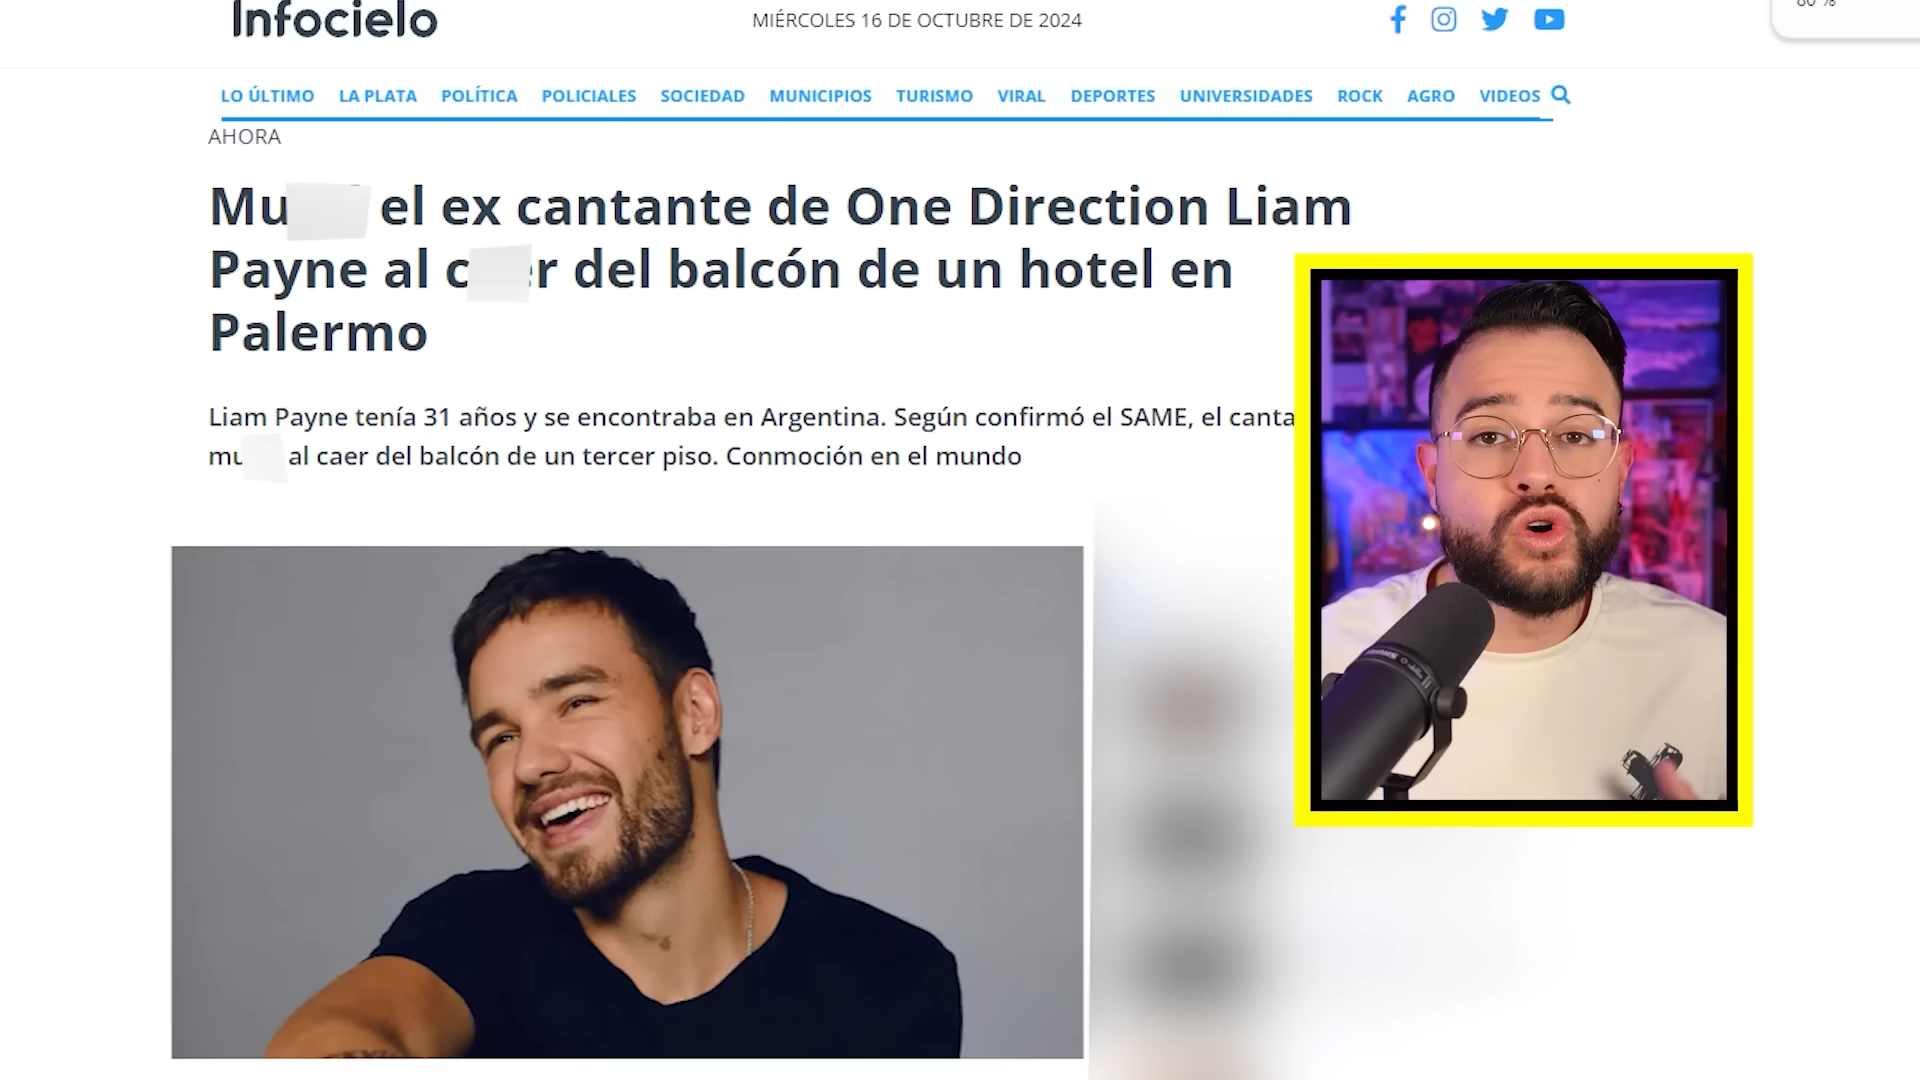 Infocielo
MIÉRCOLES 16 DE OCTUBRE DE 2024
LO ÚLTIMO LA PLATA POLÍTICA POLICIALES SOCIEDAD MUNICIPIOS TURISMO VIRAL DEPORTES UNIVERSIDADES ROCK AGRO VIDEOS
AHORA
Mu el ex cantante de One Direction Liam
Payne al c r del balcón de un hotel en
Palermo
Liam Payne tenía 31 años y se encontraba en Argentina. Según confirmó el SAME, el canta
mu al caer del balcón de un tercer piso. Conmoción en el mundo